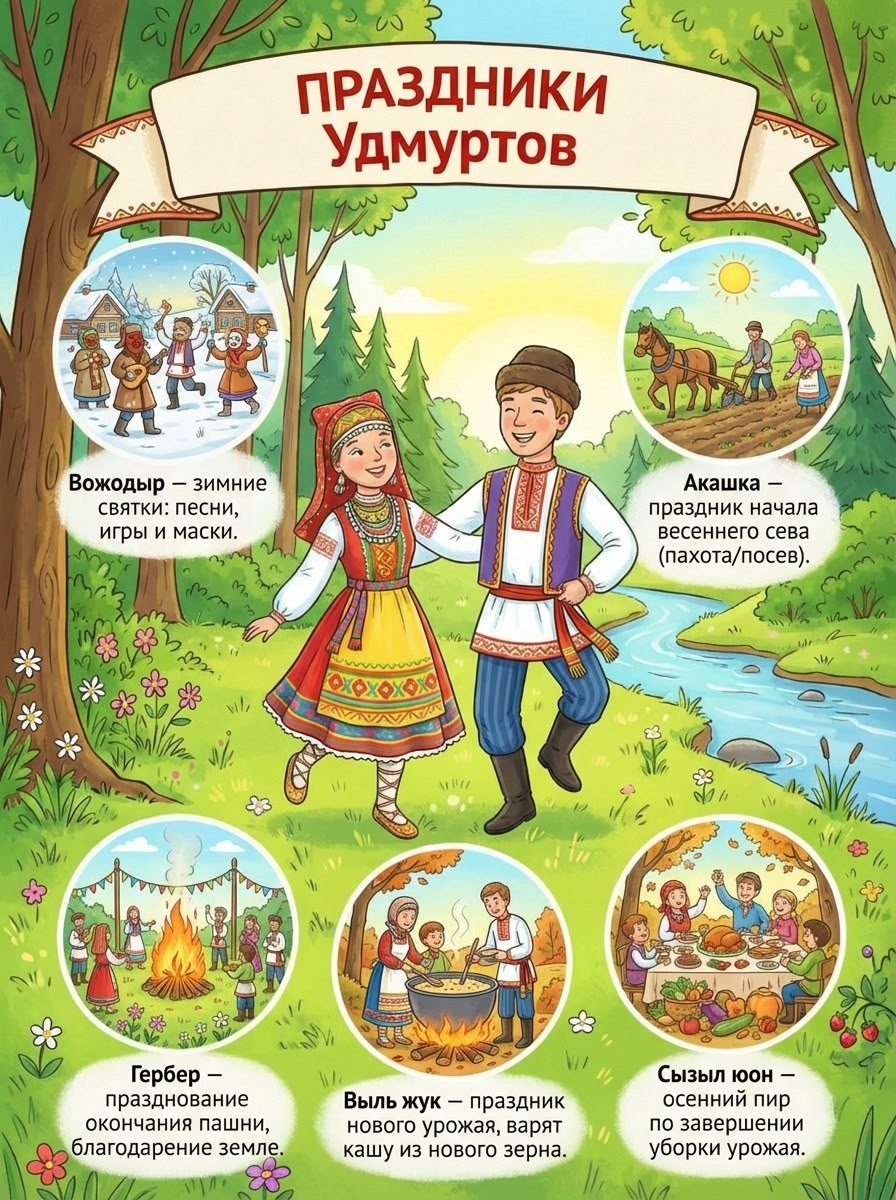 ПРАЗДНИКИ
Удмуртов
Вожодыр — зимние
святки: песни,
игры и маски.
Акашка —
праздник начала
весеннего сева
(пахота/посев).
Гербер —
празднование
окончания пашни,
благодарение земле.
Выль жук — праздник
нового урожая, варят
кашу из нового зерна.
Сызыл юон —
осенний пир
по завершении
уборки урожая.